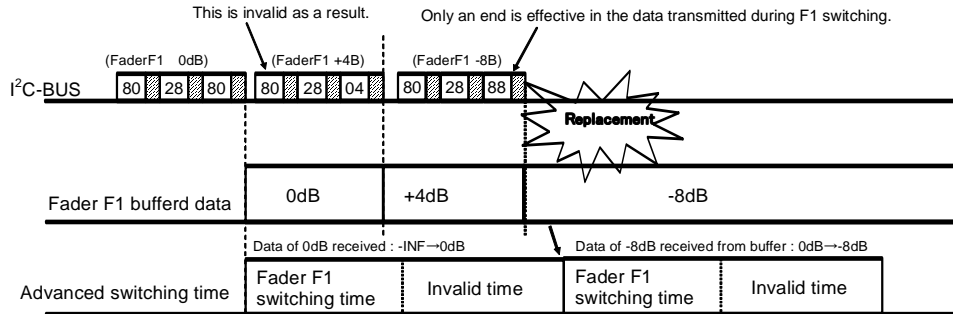 This is invalid as a result.
Only an end is effective in the data transmitted during F1 switching.
(FaderF1 0dB)
(FaderF1 +4B)
(FaderF1 -8B)
I²C-BUS
80 28 80 80 28 04 80 28 88
Replacement
Fader F1 bufferd data
0dB
+4dB
-8dB
Data of 0dB received : -INF→0dB
Data of -8dB received from buffer : 0dB→-8dB
Advanced switching time
Fader F1
switching time
Invalid time
Fader F1
switching time
Invalid time